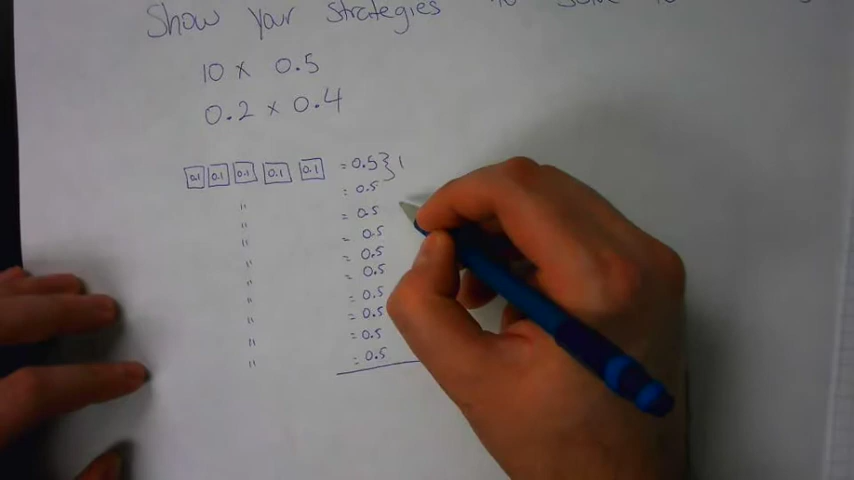 Show your strategies to solve
10 x 0.5
0.2 x 0.4
0.1 0.1 0.1 0.1 0.1 = 0.5 } 1
= 0.5
" = 0.5
" = 0.5
" = 0.5
" = 0.5
" = 0.5
" = 0.5
" = 0.5
" = 0.5